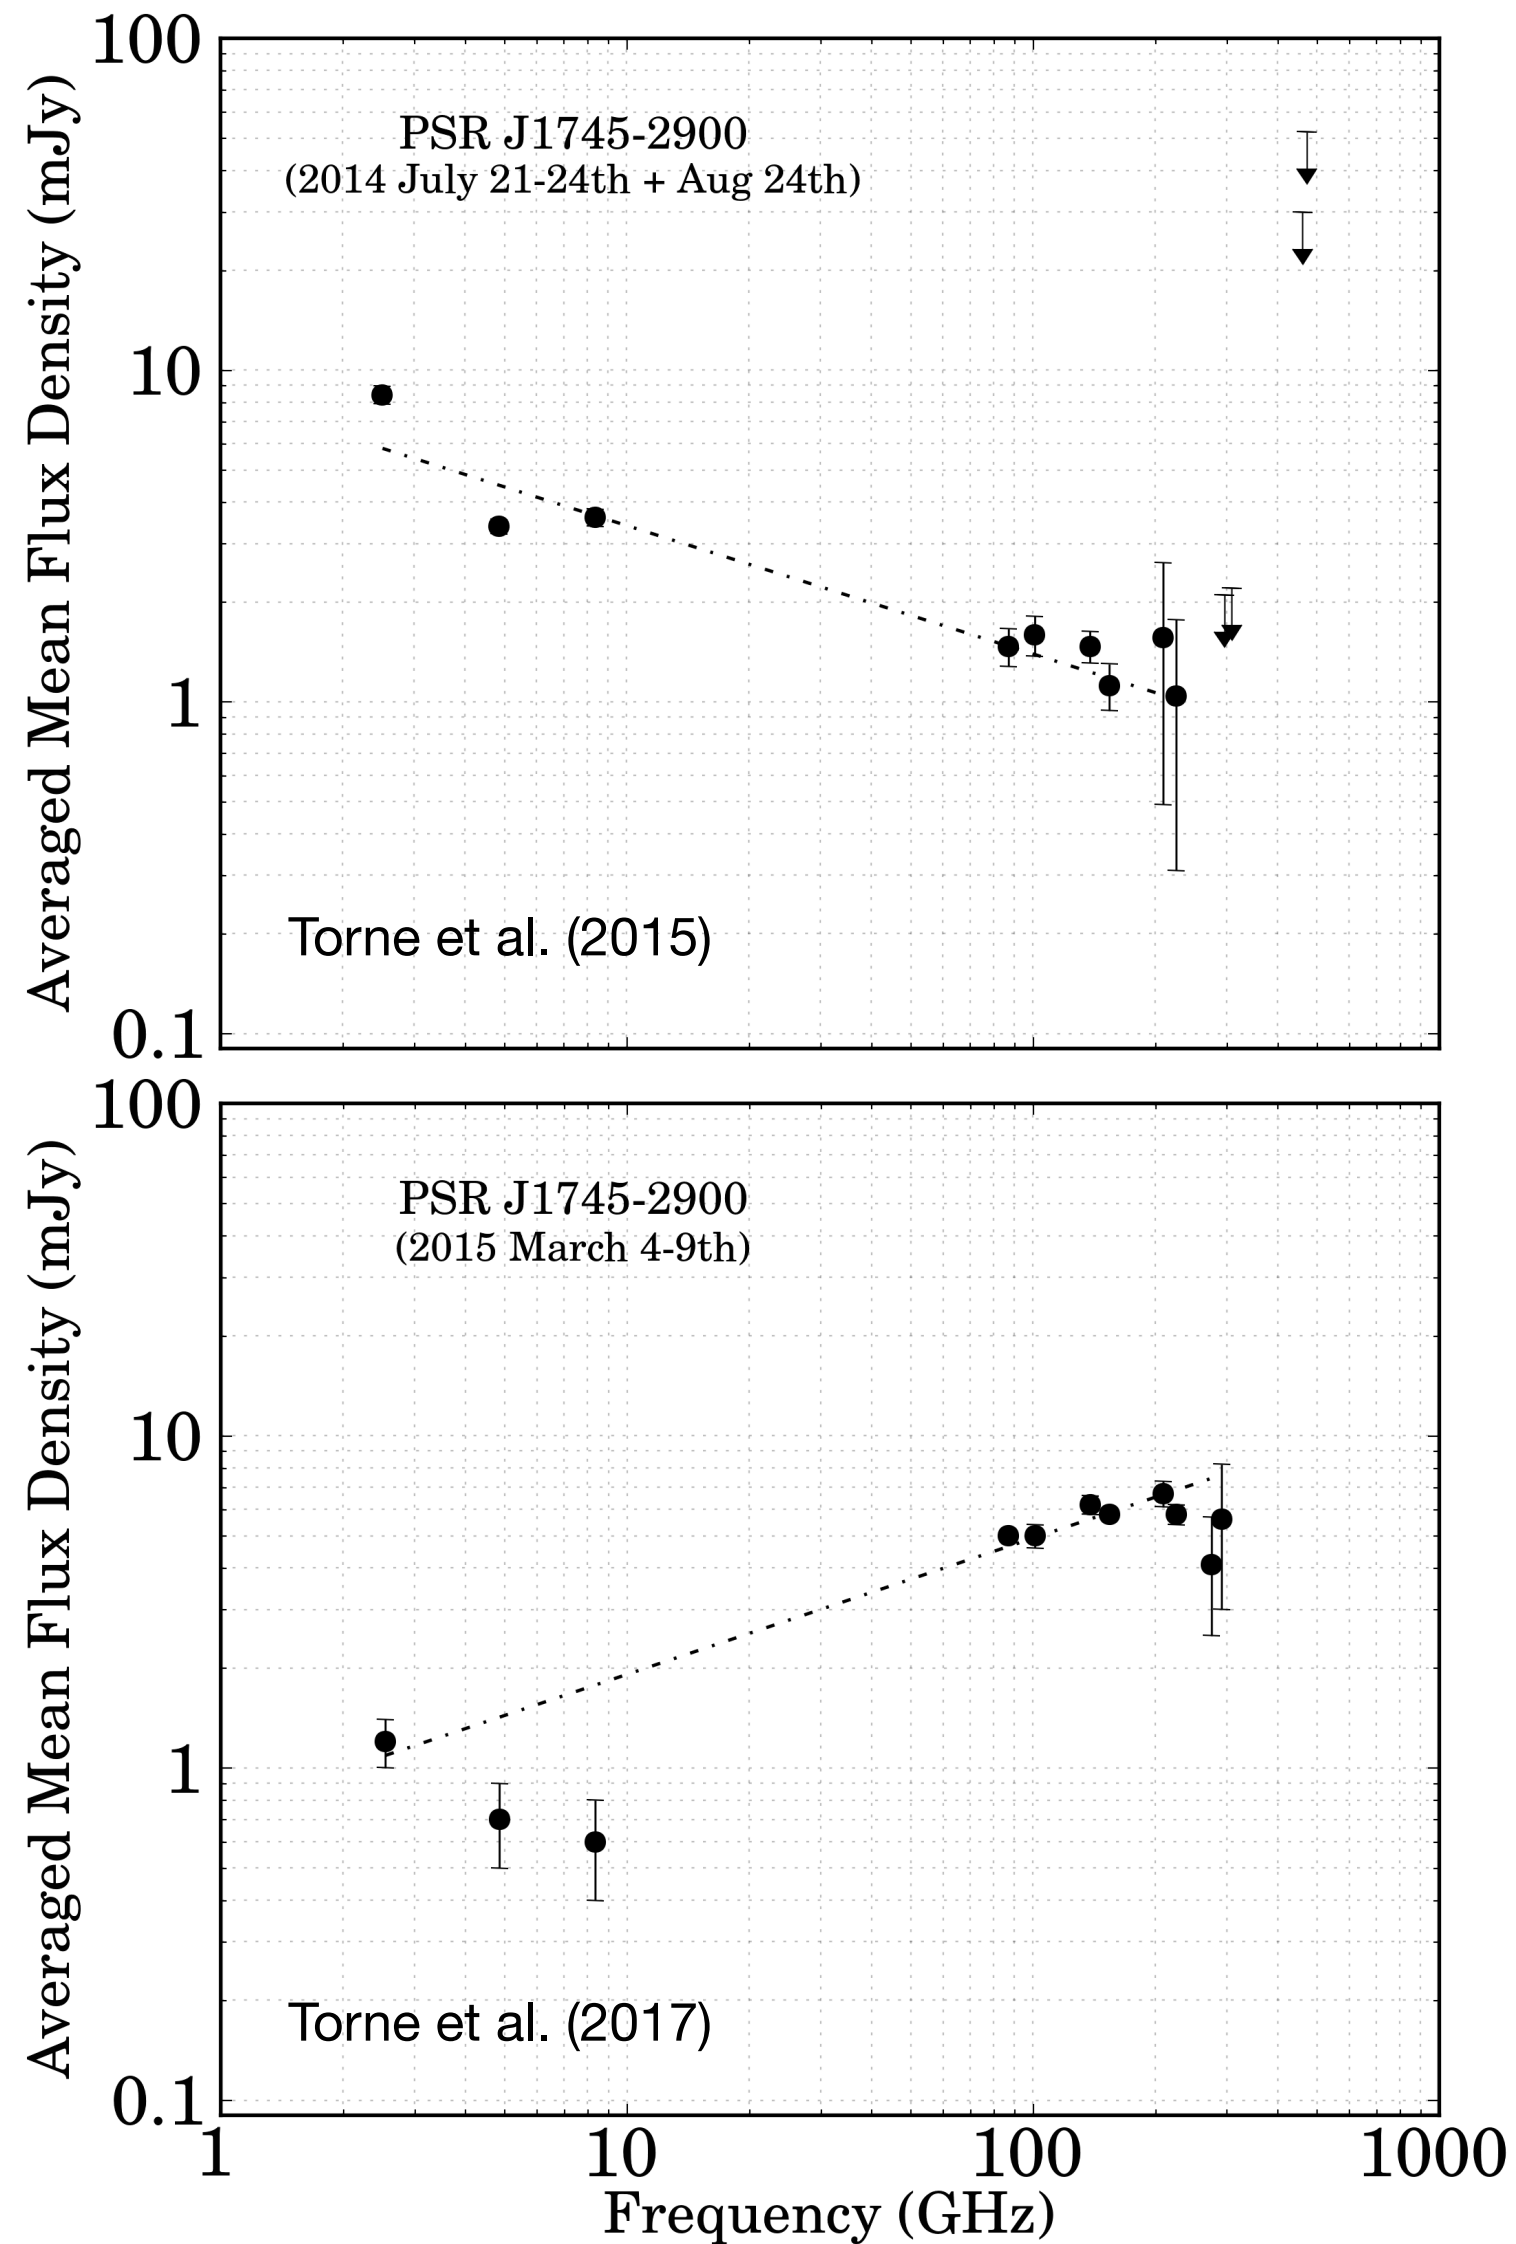 100
PSR J1745-2900
(2014 July 21-24th + Aug 24th)
10
1
0.1
Averaged Mean Flux Density (mJy)
Torne et al. (2015)
100
PSR J1745-2900
(2015 March 4-9th)
10
1
0.1
Averaged Mean Flux Density (mJy)
Torne et al. (2017)
1 10 100 1000
Frequency (GHz)